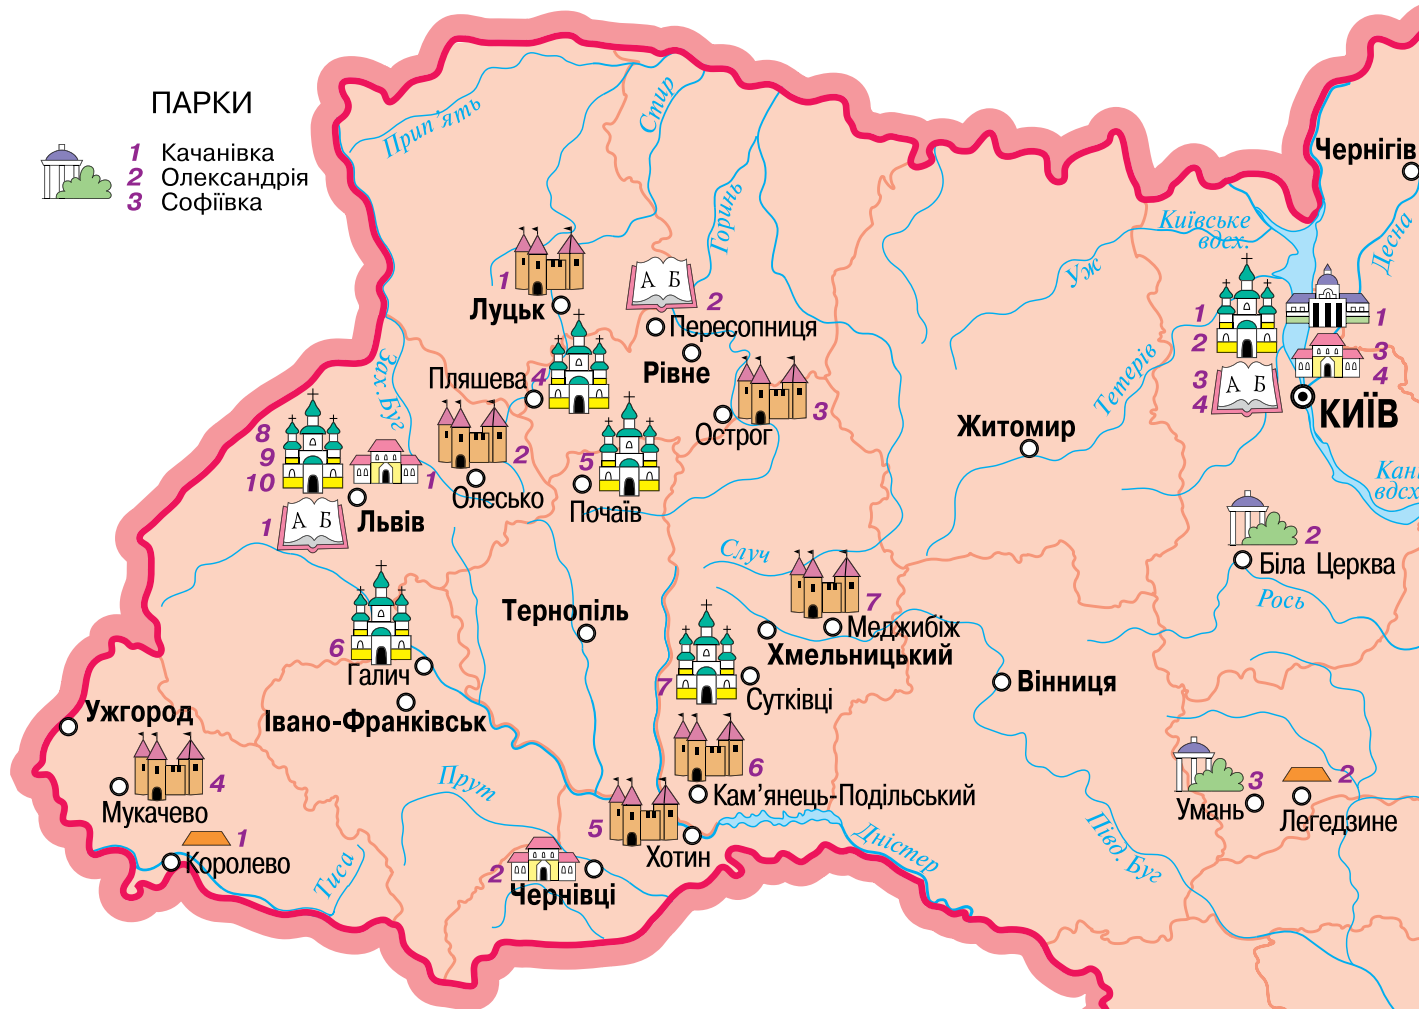 ПАРКИ
1 Качанівка
2 Олександрія
3 Софіївка
Прип’ять
Стир
Горинь
Чернігів
Київське
вдсх.
Десна
Уж
1
Луцьк
А Б
2
Пересопниця
Рівне
1
2
1
3
4
3
4
А Б
КИЇВ
Тетерів
Зах. Буг
Пляшева
4
3
Острог
Житомир
8
9
10
1
Львів
А Б
1
2
Олесько
5
Почаїв
Кан
вдсх
2
Біла Церква
Рось
Случ
7
Меджибіж
Хмельницький
Тернопіль
6
Галич
7
Сутківці
Вінниця
Івано-Франківськ
Ужгород
4
Мукачево
6
Кам’янець-Подільський
Прут
3
Умань
2
Легедзине
5
Хотин
Дністер
Півд. Буг
1
Королево
Тиса
2
Чернівці